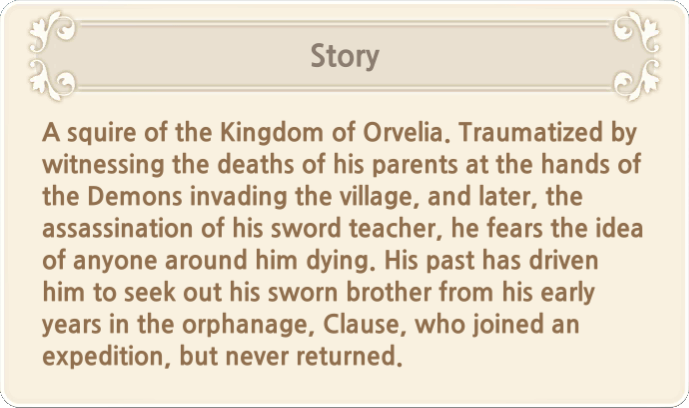 Story
A squire of the Kingdom of Orvelia. Traumatized by
witnessing the deaths of his parents at the hands of
the Demons invading the village, and later, the
assassination of his sword teacher, he fears the idea
of anyone around him dying. His past has driven
him to seek out his sworn brother from his early
years in the orphanage, Clause, who joined an
expedition, but never returned.